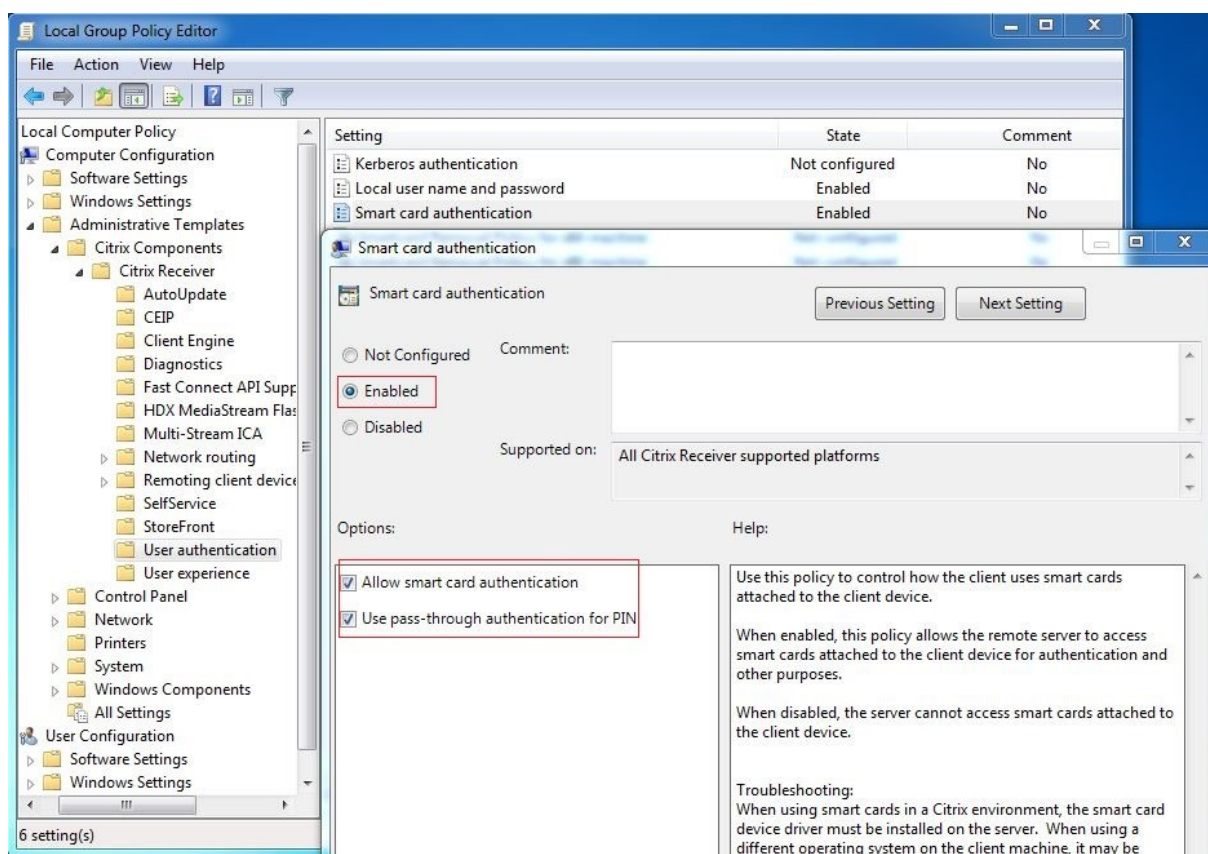 Local Group Policy Editor
File Action View Help
Local Computer Policy
Computer Configuration
Software Settings
Windows Settings
Administrative Templates
Citrix Components
Citrix Receiver
AutoUpdate
CEIP
Client Engine
Diagnostics
Fast Connect API Supp
HDX MediaStream Flas
Multi-Stream ICA
Network routing
Remoting client device
SelfService
StoreFront
User authentication
User experience
Control Panel
Network
Printers
System
Windows Components
All Settings
User Configuration
Software Settings
Windows Settings
6 setting(s)
Setting State Comment
Kerberos authentication Not configured No
Local user name and password Enabled No
Smart card authentication Enabled No
Smart card authentication
Smart card authentication
Previous Setting Next Setting
Not Configured
Enabled
Disabled
Comment:
Supported on: All Citrix Receiver supported platforms
Options:
Allow smart card authentication
Use pass-through authentication for PIN
Help:
Use this policy to control how the client uses smart cards
attached to the client device.
When enabled, this policy allows the remote server to access
smart cards attached to the client device for authentication and
other purposes.
When disabled, the server cannot access smart cards attached to
the client device.
Troubleshooting:
When using smart cards in a Citrix environment, the smart card
device driver must be installed on the server. When using a
different operating system on the client machine, it may be